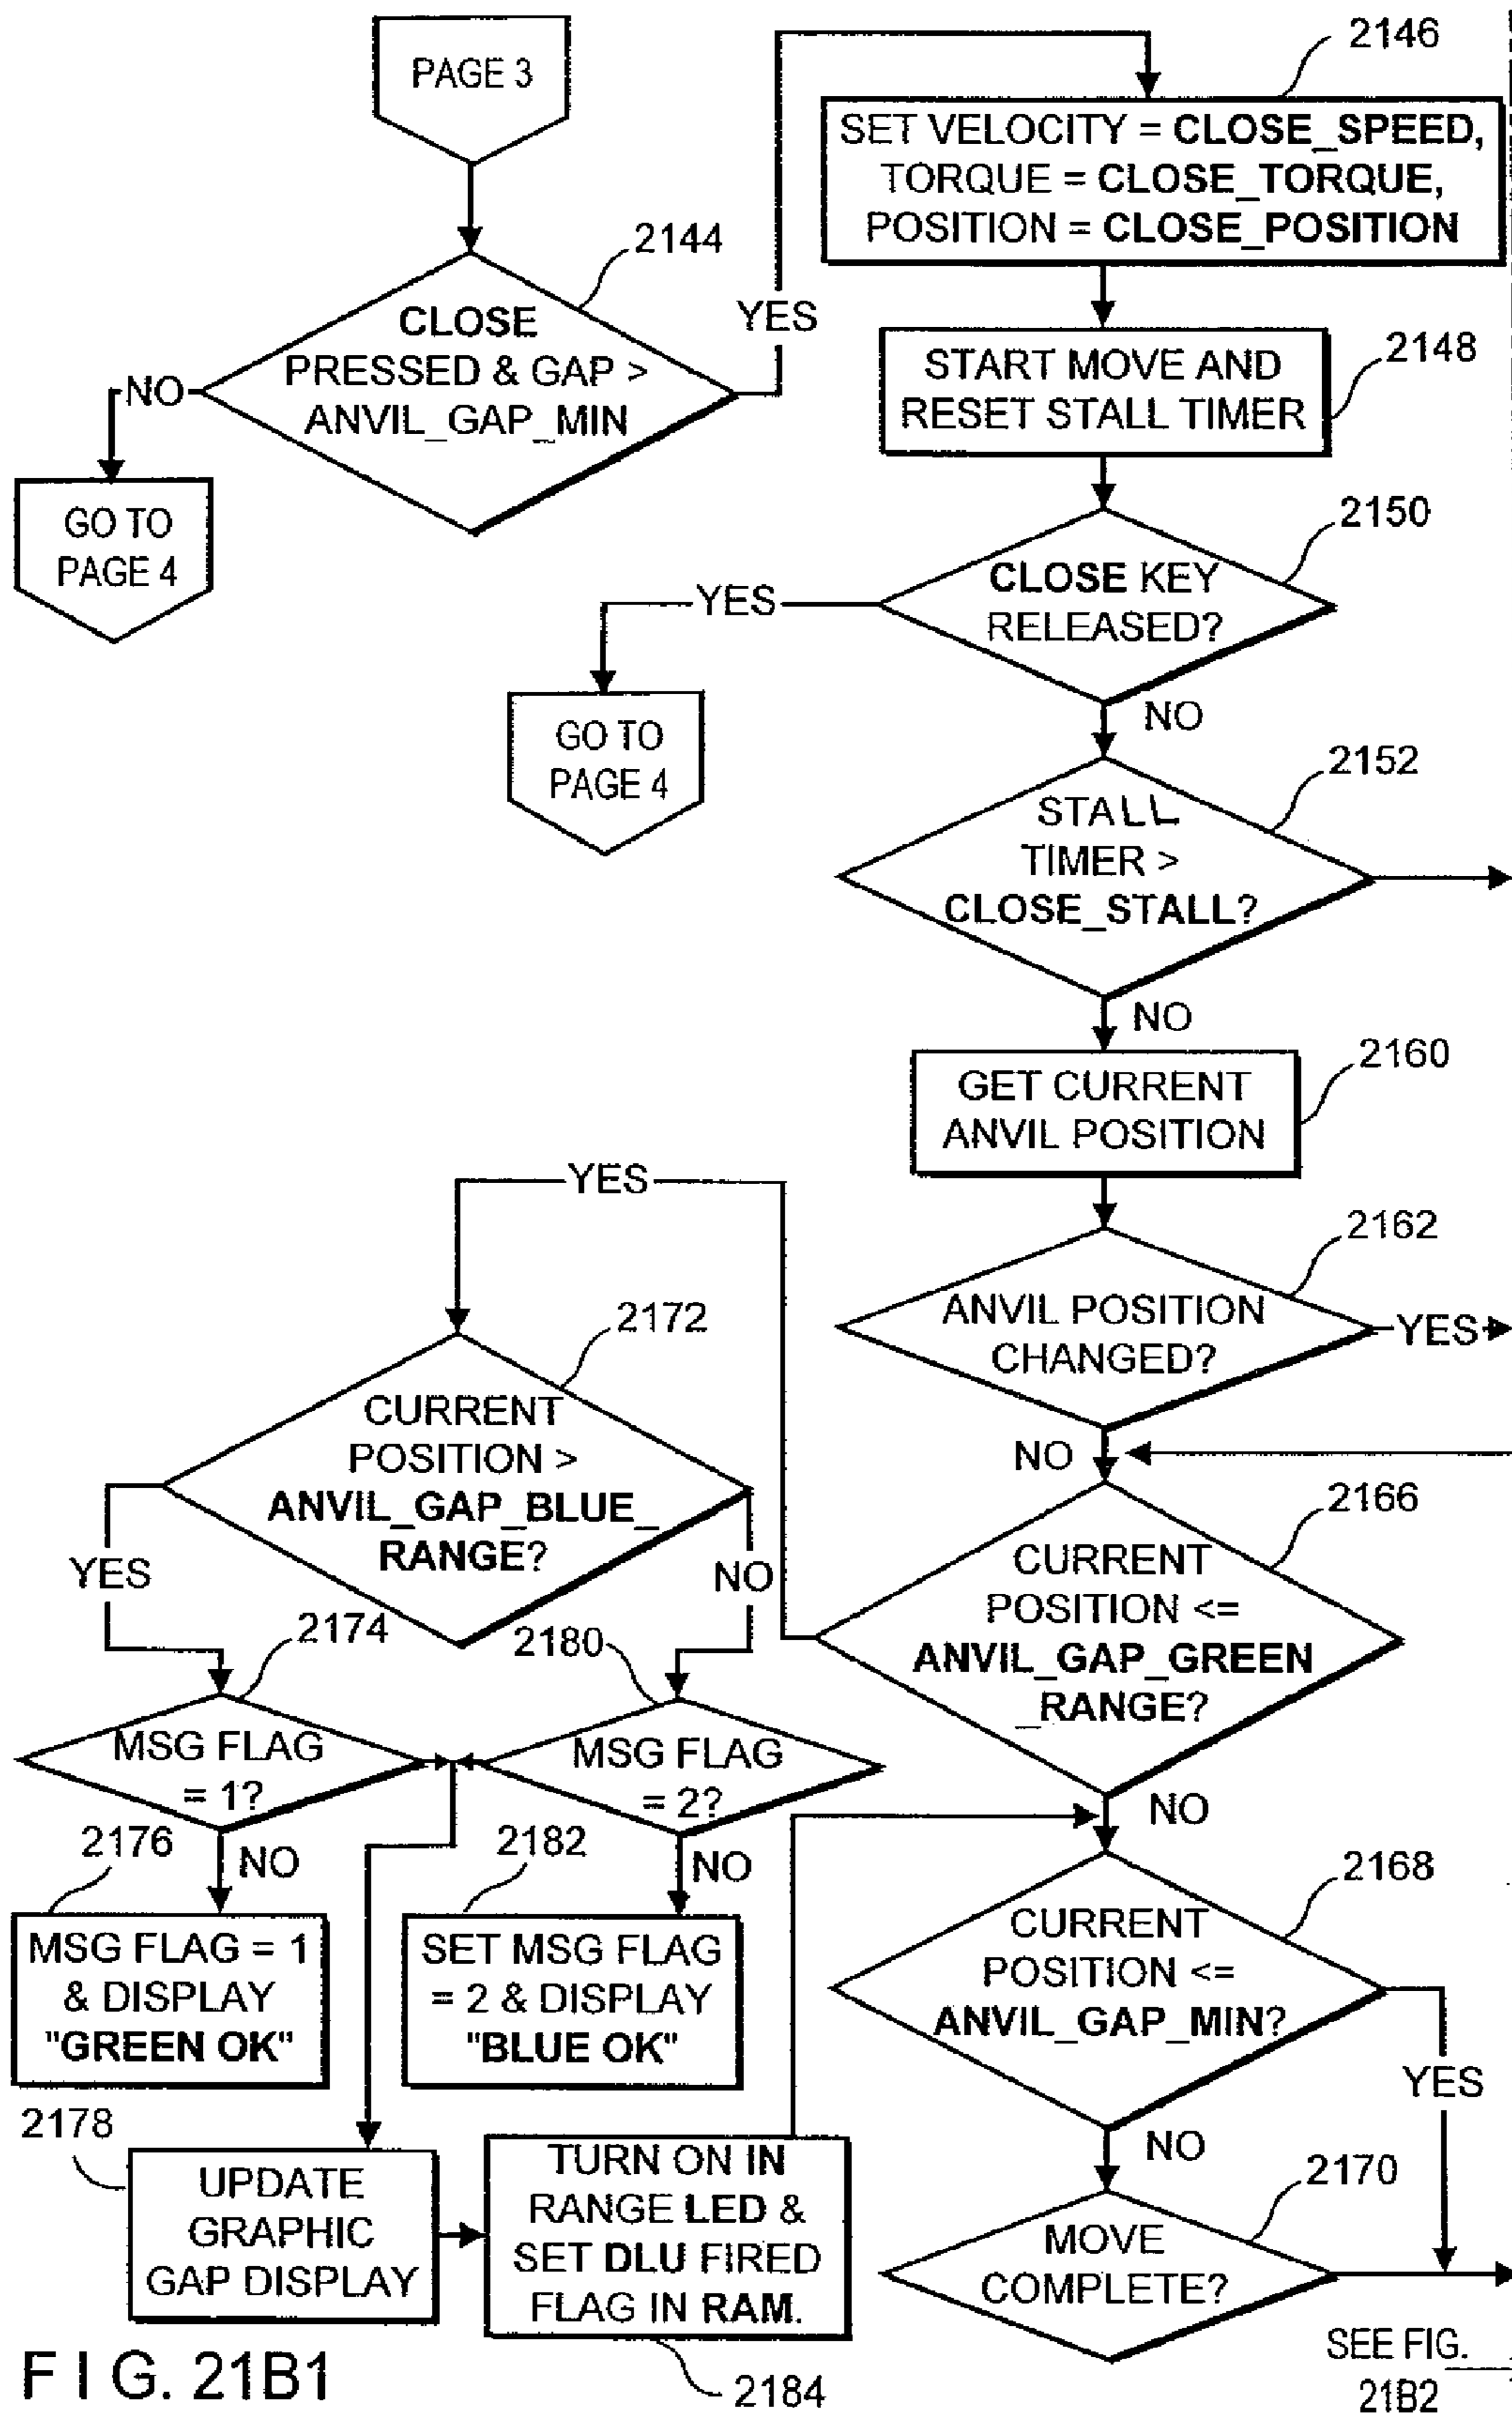 PAGE 3
2144
CLOSE
PRESSED & GAP >
ANVIL_GAP_MIN
NO
GO TO
PAGE 4
YES
2146
SET VELOCITY = CLOSE_SPEED,
TORQUE = CLOSE_TORQUE,
POSITION = CLOSE_POSITION
2148
START MOVE AND
RESET STALL TIMER
2150
CLOSE KEY
RELEASED?
YES
GO TO
PAGE 4
NO
2152
STALL
TIMER >
CLOSE_STALL?
NO
2160
GET CURRENT
ANVIL POSITION
2162
ANVIL POSITION
CHANGED?
YES
NO
2166
CURRENT
POSITION <=
ANVIL_GAP_GREEN
_RANGE?
YES
NO
2172
CURRENT
POSITION >
ANVIL_GAP_BLUE_
RANGE?
YES
NO
2174
MSG FLAG
= 1?
NO
2176
MSG FLAG = 1
& DISPLAY
"GREEN OK"
2180
MSG FLAG
= 2?
NO
2182
SET MSG FLAG
= 2 & DISPLAY
"BLUE OK"
2178
UPDATE
GRAPHIC
GAP DISPLAY
TURN ON IN
RANGE LED &
SET DLU FIRED
FLAG IN RAM.
2184
2168
CURRENT
POSITION <=
ANVIL_GAP_MIN?
YES
NO
2170
MOVE
COMPLETE?
SEE FIG.
21B2
FIG. 21B1